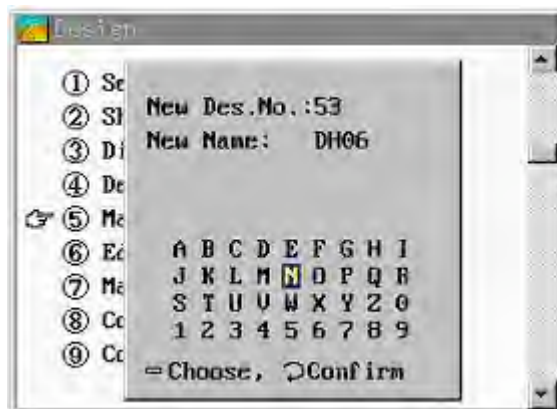 Design
① Se
② Sh
③ Di
④ De
⑤ Ma
⑥ Ed
⑦ Ma
⑧ Co
⑨ Co
New Des.No.:53
New Name: DH06
A B C D E F G H I
J K L M N O P Q R
S T U V W X Y Z 0
1 2 3 4 5 6 7 8 9
Choose, Confirm